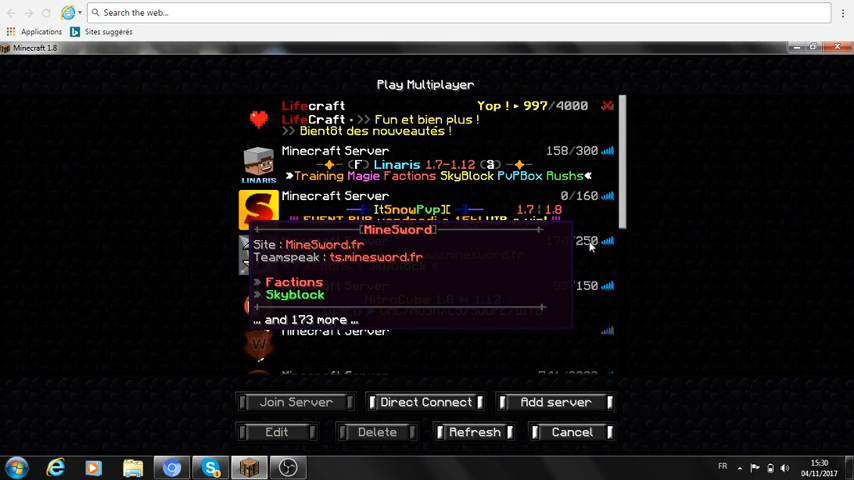 Search the web...
Applications
Sites suggérés
Minecraft 1.8
Play Multiplayer
Lifecraft Yop ! ► 997/4000
LifeCraft • >> Fun et bien plus !
>> Bientôt des nouveautés !
Minecraft Server 158/300
LINARIS
(F) Linaris 1.7-1.12
»Training Magie Factions SkyBlock PvPBox Rushs«
Minecraft Server 0/160
ItSnowPvp][ 1.7 | 1.8
[MineSword]
Site : MineSword.fr
250
Teamspeak : ts.minesword.fr
» Factions
» Skyblock
/150
... and 173 more ...
Minecraft Server
Join Server
Direct Connect
Add server
Edit
Delete
Refresh
Cancel
FR
15:30
04/11/2017